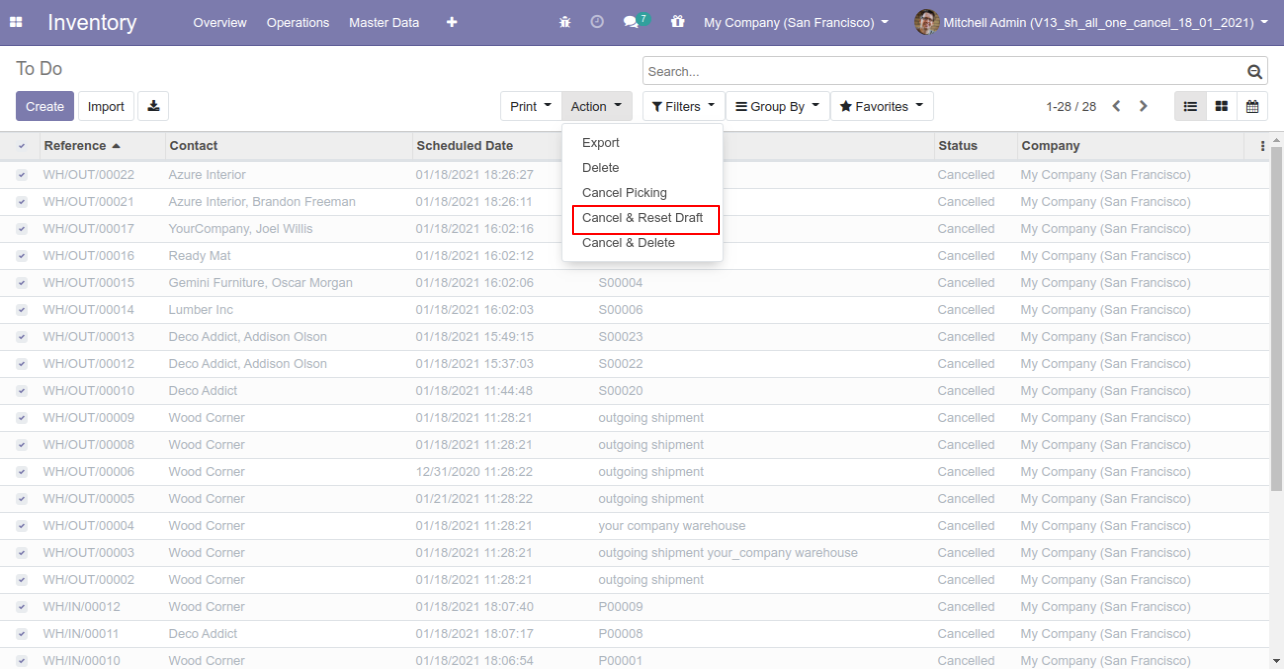 Inventory Overview Operations Master Data 7 My Company (San Francisco) Mitchell Admin (V13_sh_all_one_cancel_18_01_2021)
To Do Search...
Create Import Print Action Filters Group By Favorites 1-28 / 28
Export
Delete
Cancel Picking
Cancel & Reset Draft
Cancel & Delete
Reference Contact Scheduled Date Status Company
WH/OUT/00022 Azure Interior 01/18/2021 18:26:27 Cancelled My Company (San Francisco)
WH/OUT/00021 Azure Interior, Brandon Freeman 01/18/2021 18:26:11 Cancelled My Company (San Francisco)
WH/OUT/00017 YourCompany, Joel Willis 01/18/2021 16:02:16 Cancelled My Company (San Francisco)
WH/OUT/00016 Ready Mat 01/18/2021 16:02:12 Cancelled My Company (San Francisco)
WH/OUT/00015 Gemini Furniture, Oscar Morgan 01/18/2021 16:02:06 S00004 Cancelled My Company (San Francisco)
WH/OUT/00014 Lumber Inc 01/18/2021 16:02:03 S00006 Cancelled My Company (San Francisco)
WH/OUT/00013 Deco Addict, Addison Olson 01/18/2021 15:49:15 S00023 Cancelled My Company (San Francisco)
WH/OUT/00012 Deco Addict, Addison Olson 01/18/2021 15:37:03 S00022 Cancelled My Company (San Francisco)
WH/OUT/00010 Deco Addict 01/18/2021 11:44:48 S00020 Cancelled My Company (San Francisco)
WH/OUT/00009 Wood Corner 01/18/2021 11:28:21 outgoing shipment Cancelled My Company (San Francisco)
WH/OUT/00008 Wood Corner 01/18/2021 11:28:21 outgoing shipment Cancelled My Company (San Francisco)
WH/OUT/00006 Wood Corner 12/31/2020 11:28:22 outgoing shipment Cancelled My Company (San Francisco)
WH/OUT/00005 Wood Corner 01/21/2021 11:28:22 outgoing shipment Cancelled My Company (San Francisco)
WH/OUT/00004 Wood Corner 01/18/2021 11:28:21 your company warehouse Cancelled My Company (San Francisco)
WH/OUT/00003 Wood Corner 01/18/2021 11:28:21 outgoing shipment your_company warehouse Cancelled My Company (San Francisco)
WH/OUT/00002 Wood Corner 01/18/2021 11:28:21 outgoing shipment Cancelled My Company (San Francisco)
WH/IN/00012 Wood Corner 01/18/2021 18:07:40 P00009 Cancelled My Company (San Francisco)
WH/IN/00011 Deco Addict 01/18/2021 18:07:17 P00008 Cancelled My Company (San Francisco)
WH/IN/00010 Wood Corner 01/18/2021 18:06:54 P00001 Cancelled My Company (San Francisco)